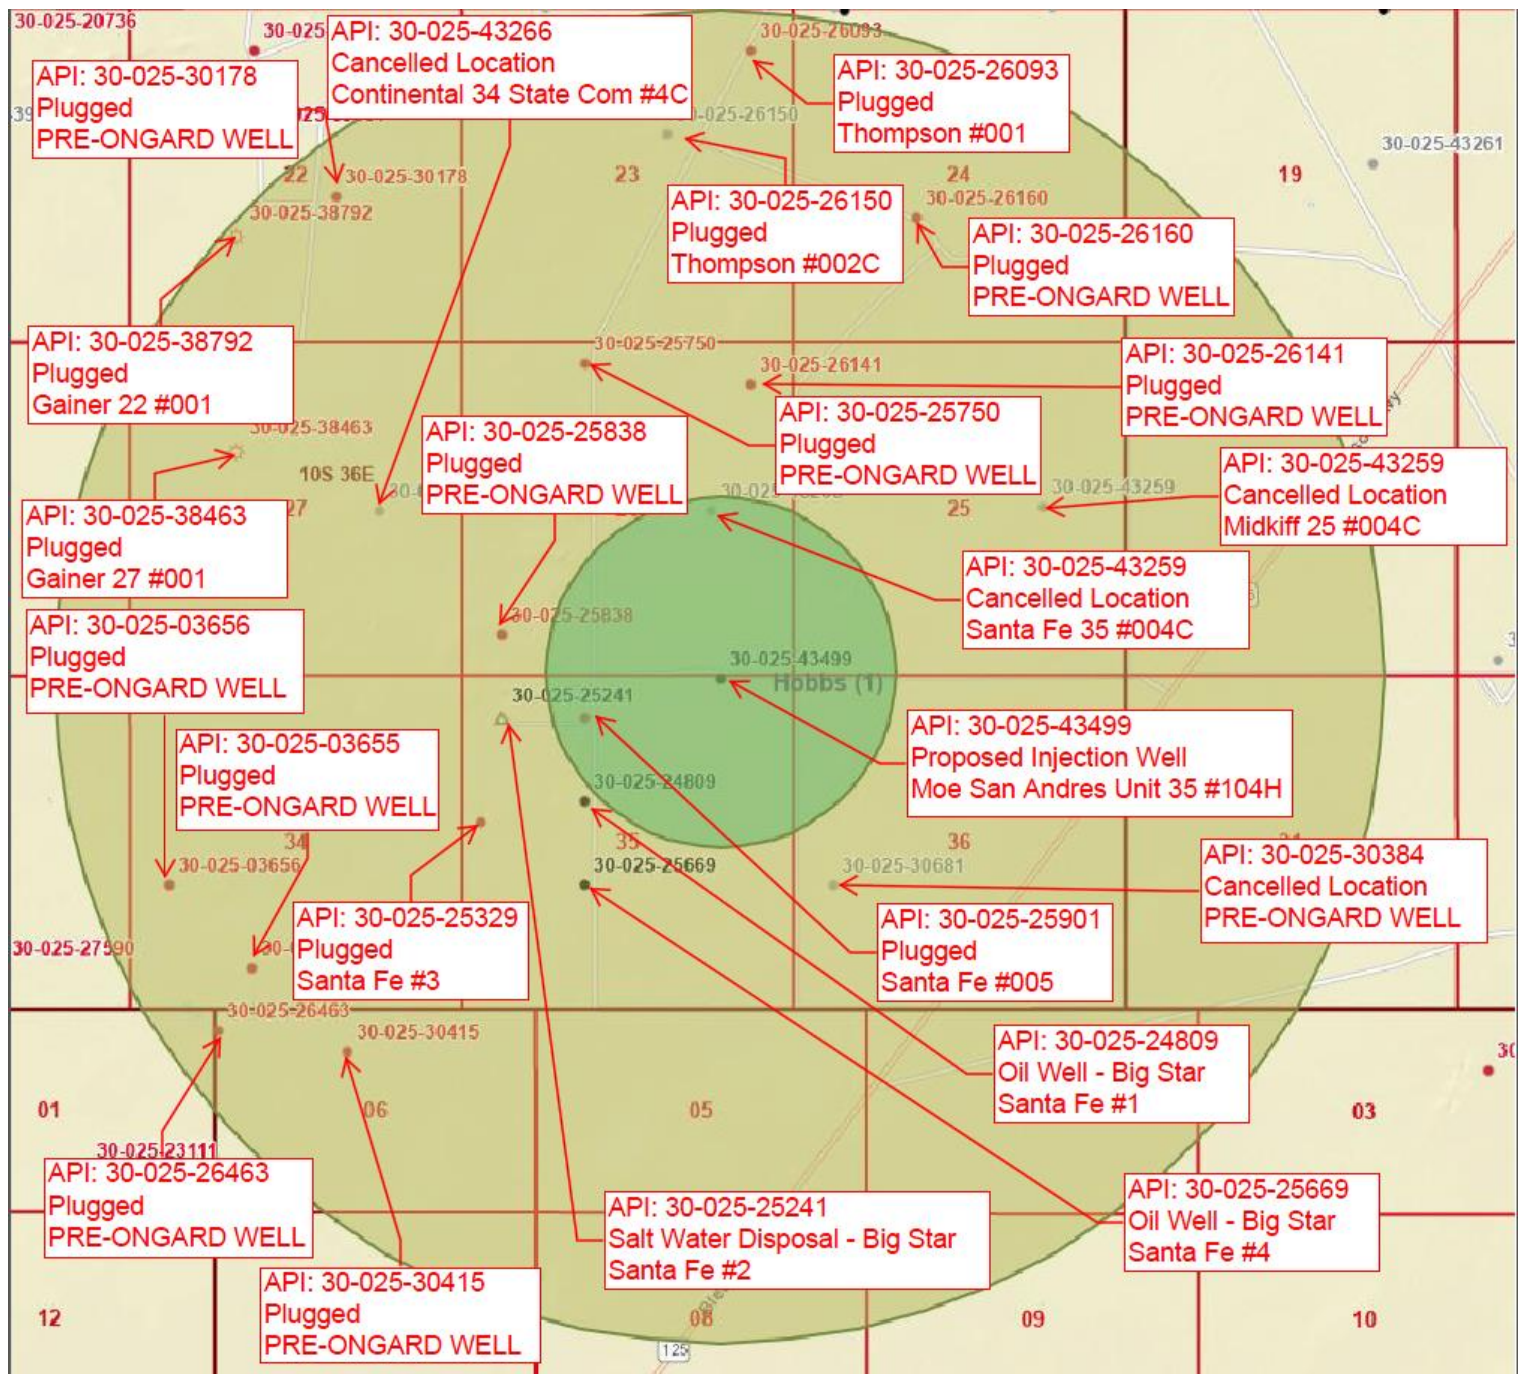 30-025-20736
30-025
API: 30-025-43266
Cancelled Location
Continental 34 State Com #4C
30-025-26093
API: 30-025-26093
Plugged
Thompson #001
API: 30-025-30178
Plugged
PRE-ONGARD WELL
30-025-26150
30-025-43261
22
30-025-30178
23
24
19
30-025-38792
30-025-26160
API: 30-025-26150
Plugged
Thompson #002C
API: 30-025-26160
Plugged
PRE-ONGARD WELL
API: 30-025-38792
Plugged
Gainer 22 #001
30-025-25750
30-025-26141
API: 30-025-26141
Plugged
PRE-ONGARD WELL
API: 30-025-25750
Plugged
PRE-ONGARD WELL
30-025-38463
API: 30-025-25838
Plugged
PRE-ONGARD WELL
10S 36E
API: 30-025-43259
Cancelled Location
Midkiff 25 #004C
30-025-43259
27
25
API: 30-025-38463
Plugged
Gainer 27 #001
API: 30-025-43259
Cancelled Location
Santa Fe 35 #004C
API: 30-025-03656
Plugged
PRE-ONGARD WELL
30-025-25838
30-025-43499
Hobbs (1)
30-025-25241
API: 30-025-43499
Proposed Injection Well
Moe San Andres Unit 35 #104H
API: 30-025-03655
Plugged
PRE-ONGARD WELL
30-025-24809
34
35
36
30-025-03656
30-025-25669
30-025-30681
API: 30-025-30384
Cancelled Location
PRE-ONGARD WELL
API: 30-025-25329
Plugged
Santa Fe #3
API: 30-025-25901
Plugged
Santa Fe #005
30-025-27590
30-025-26463
30-025-30415
API: 30-025-24809
Oil Well - Big Star
Santa Fe #1
01
06
05
03
30-025-23111
API: 30-025-26463
Plugged
PRE-ONGARD WELL
API: 30-025-25241
Salt Water Disposal - Big Star
Santa Fe #2
API: 30-025-25669
Oil Well - Big Star
Santa Fe #4
API: 30-025-30415
Plugged
PRE-ONGARD WELL
12
08
09
10
125